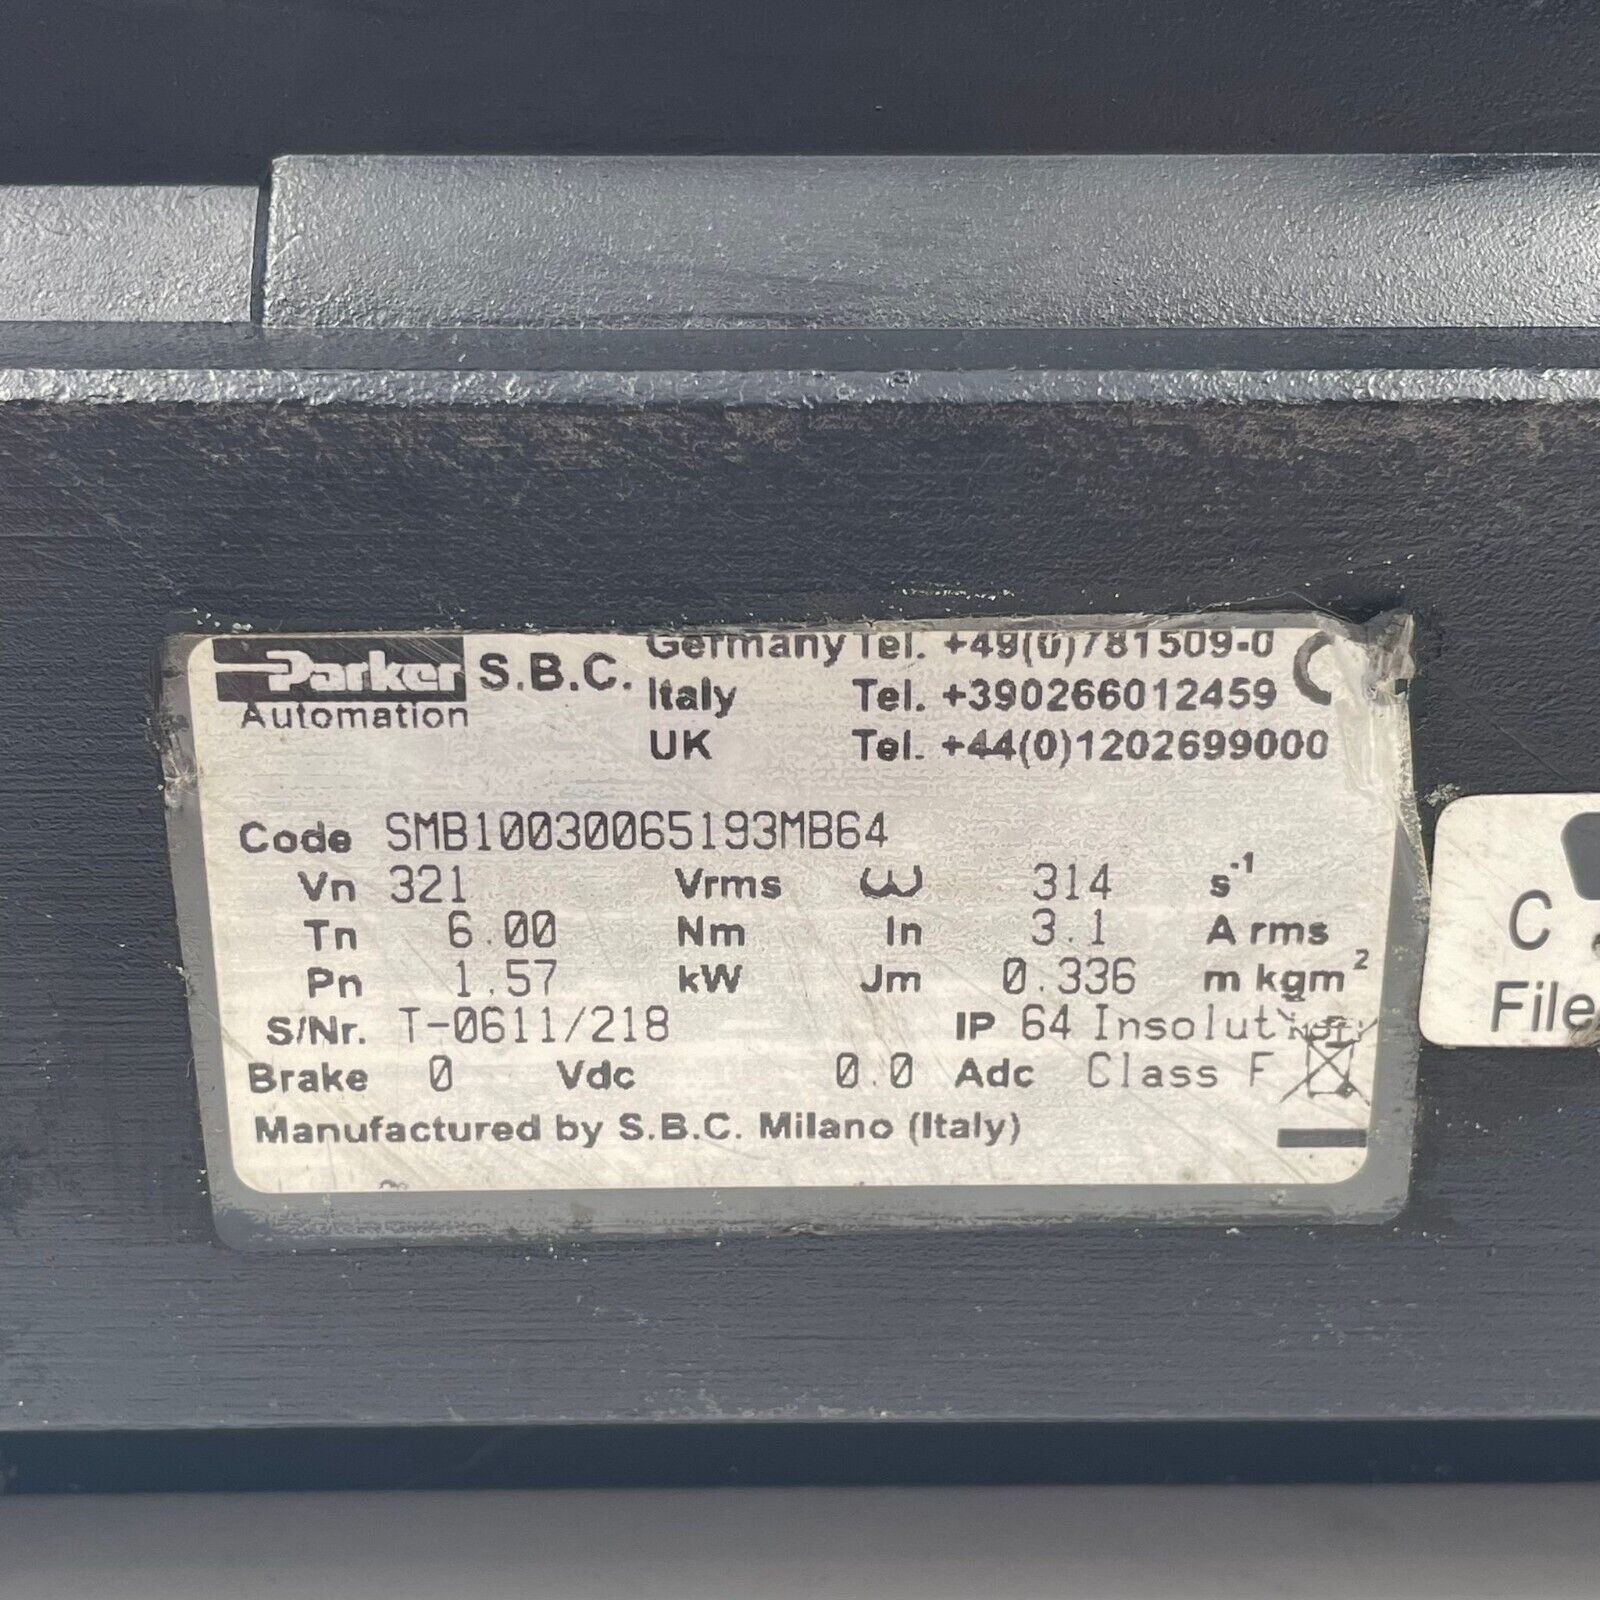 Parker S.B.C. Germany Tel. +49(0)781509-0
Automation
Italy Tel. +390266012459
UK Tel. +44(0)1202699000
Code SMB10030065193MB64
Vn 321 Vrms ω 314 s-1
Tn 6.00 Nm In 3.1 A rms
Pn 1.57 kW Jm 0.336 m kgm2
S/Nr. T-0611/218 IP 64 Insolution
Brake 0 Vdc 0.0 Adc Class F
Manufactured by S.B.C. Milano (Italy)
C
File